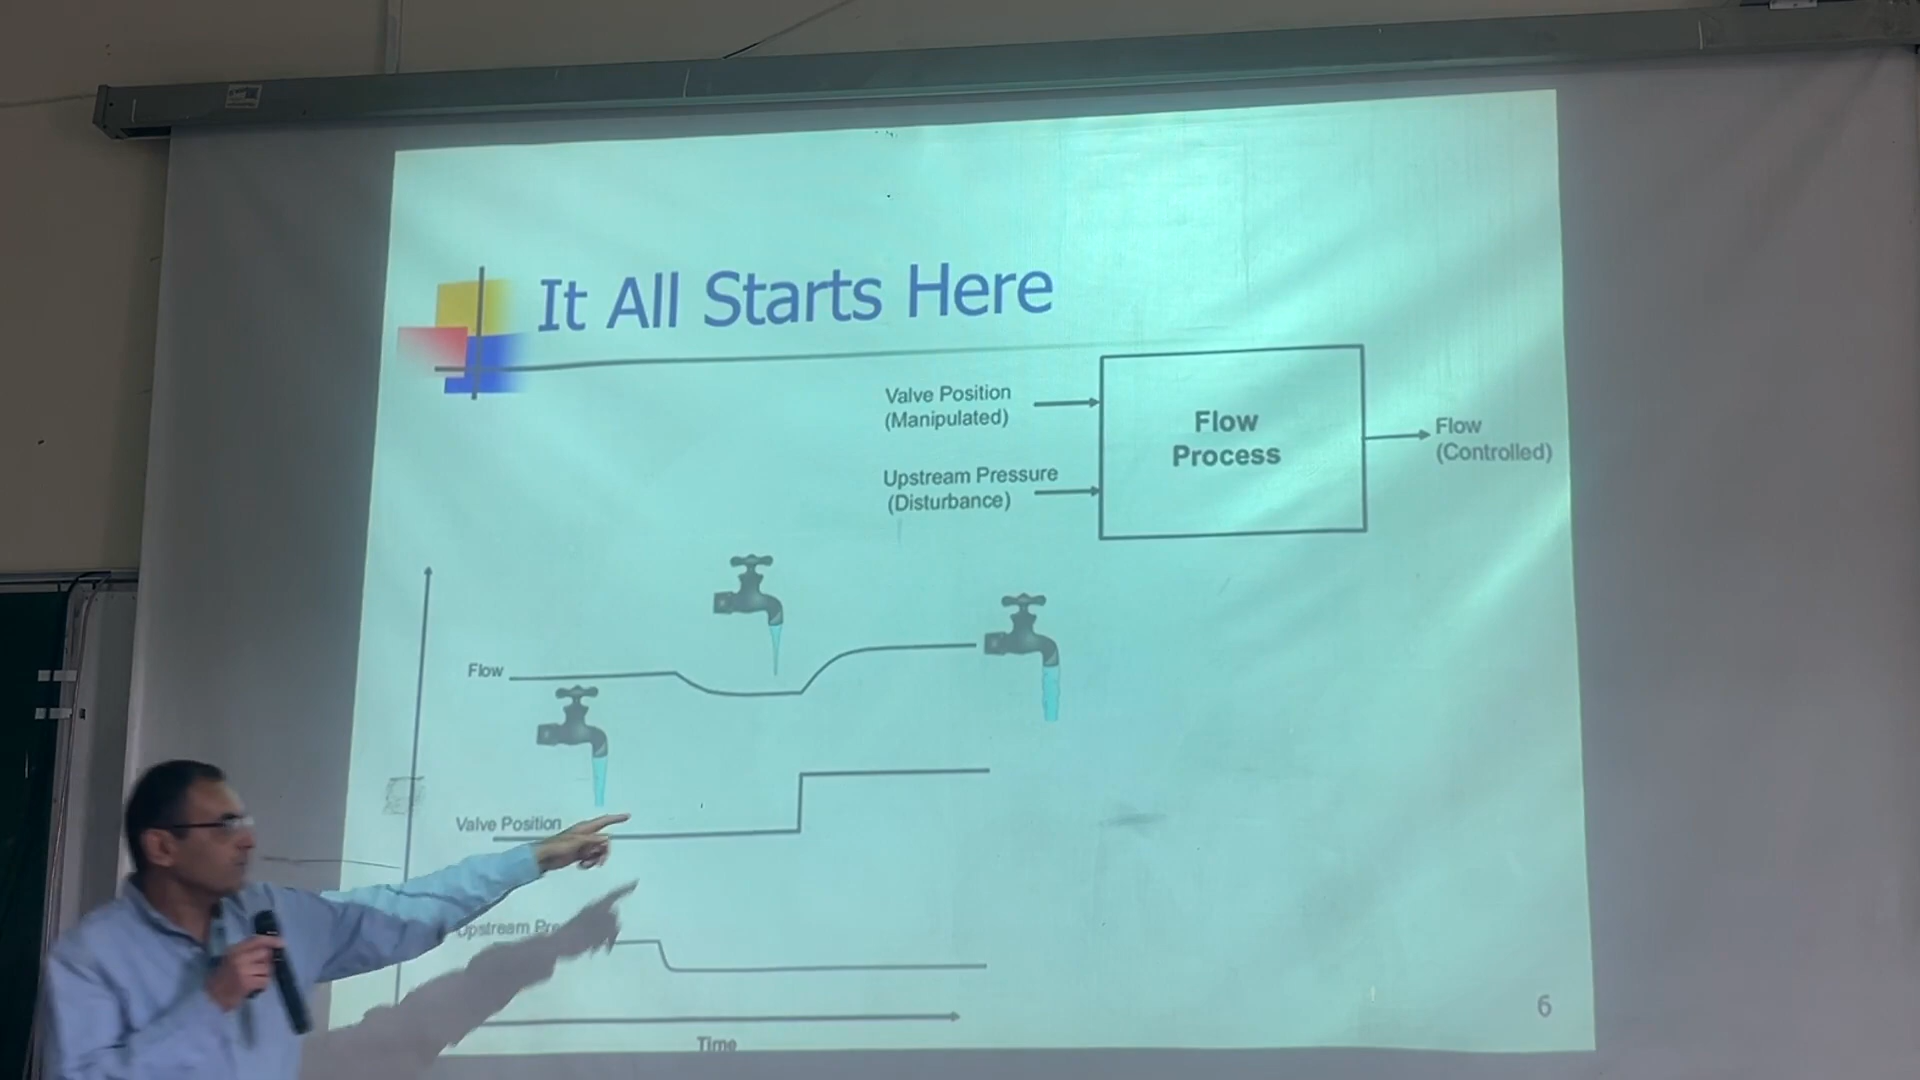 It All Starts Here
Valve Position
(Manipulated)
Flow
Process
Flow
(Controlled)
Upstream Pressure
(Disturbance)
Flow
Valve Position
Upstream
Time
6